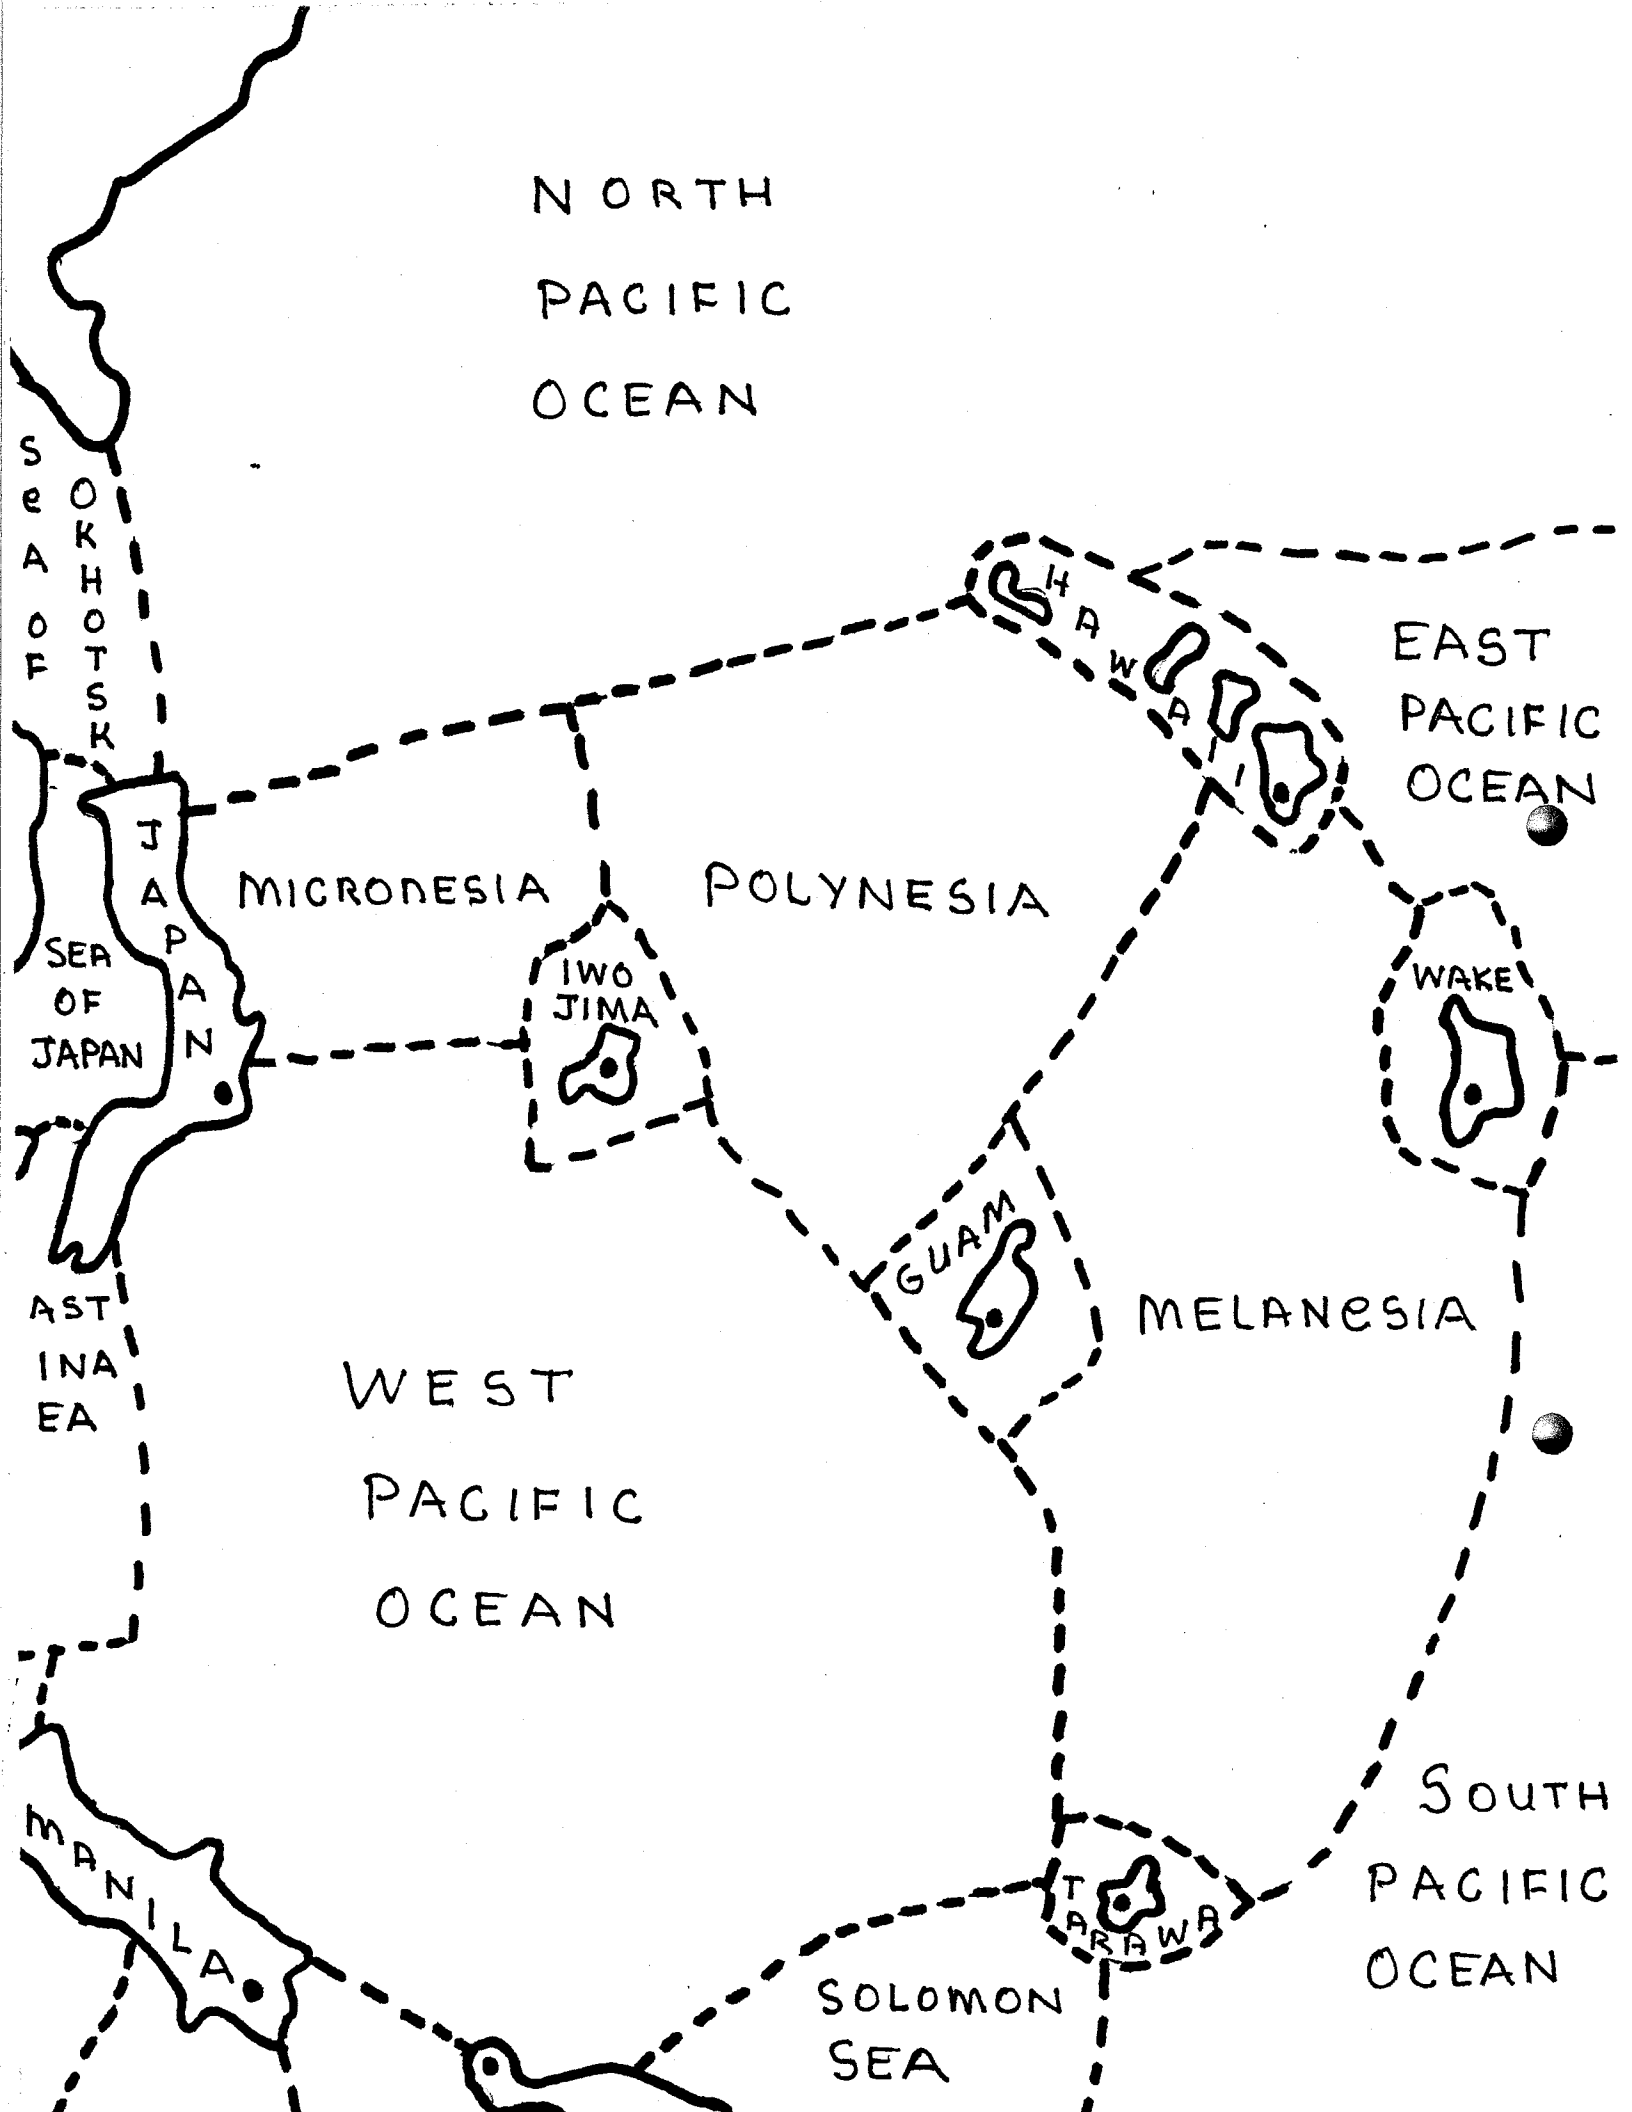 NORTH
PACIFIC
OCEAN
SeA OF
OKHOTSK
HAWAII
EAST
PACIFIC
OCEAN
JAPAN
MICRONESIA
POLYNESIA
SEA
OF
JAPAN
IWO
JIMA
WAKE
GUAM
MELANeSIA
AST
INA
EA
WEST
PACIFIC
OCEAN
MANILA
TARAWA
SOUTH
PACIFIC
OCEAN
SOLOMON
SEA